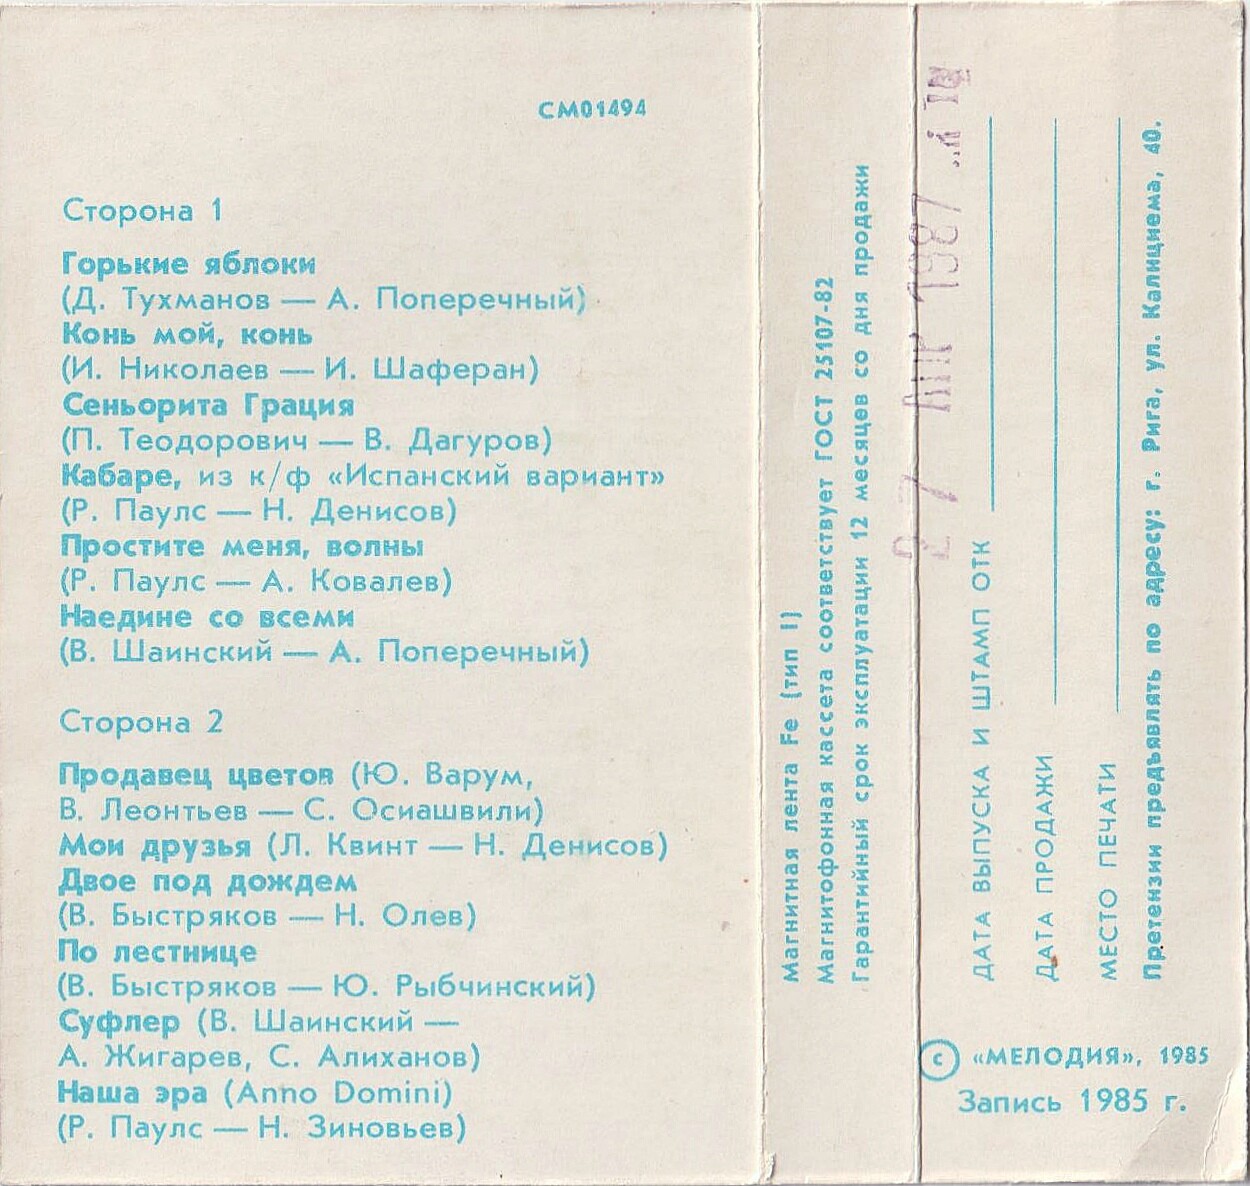 СМ01494
Сторона 1
Горькие яблоки
(Д. Тухманов — А. Поперечный)
Конь мой, конь
(И. Николаев — И. Шаферан)
Сеньорита Грация
(П. Теодорович — В. Дагуров)
Кабаре, из к/ф «Испанский вариант»
(Р. Паулс — Н. Денисов)
Простите меня, волны
(Р. Паулс — А. Ковалев)
Наедине со всеми
(В. Шаинский — А. Поперечный)
Сторона 2
Продавец цветов (Ю. Варум,
В. Леонтьев — С. Осиашвили)
Мои друзья (Л. Квинт — Н. Денисов)
Двое под дождем
(В. Быстряков — Н. Олев)
По лестнице
(В. Быстряков — Ю. Рыбчинский)
Суфлер (В. Шаинский —
А. Жигарев, С. Алиханов)
Наша эра (Anno Domini)
(Р. Паулс — Н. Зиновьев)
Магнитная лента Fe (тип I)
Магнитофонная кассета соответствует ГОСТ 25107-82
Гарантийный срок эксплуатации 12 месяцев со дня продажи
27 АПР 1987
ДАТА ВЫПУСКА И ШТАМП ОТК
ДАТА ПРОДАЖИ
МЕСТО ПЕЧАТИ
Претензии предъявлять по адресу: г. Рига, ул. Калнциема, 40.
© «МЕЛОДИЯ», 1985
Запись 1985 г.